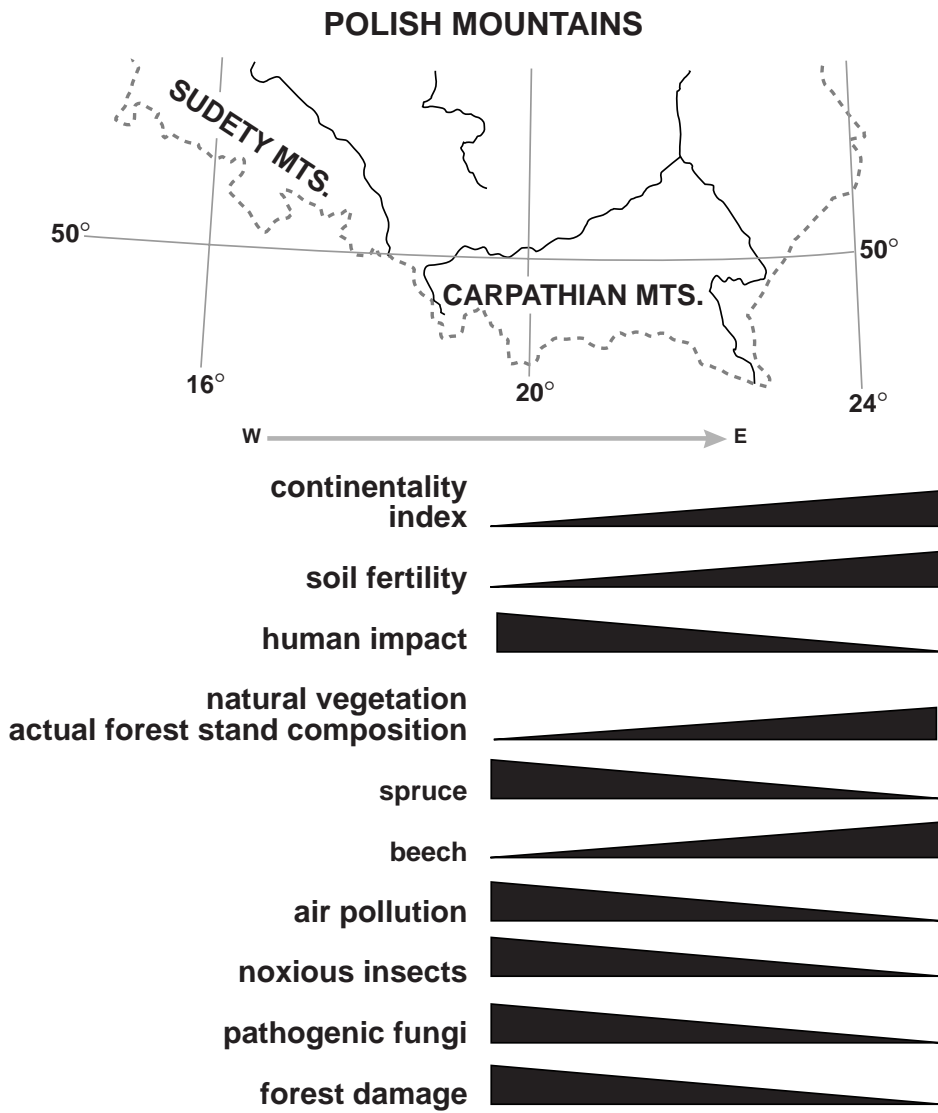 POLISH MOUNTAINS
SUDETY MTS.
50°
50°
CARPATHIAN MTS.
16°
20°
24°
W E
continentality
index
soil fertility
human impact
natural vegetation
actual forest stand composition
spruce
beech
air pollution
noxious insects
pathogenic fungi
forest damage